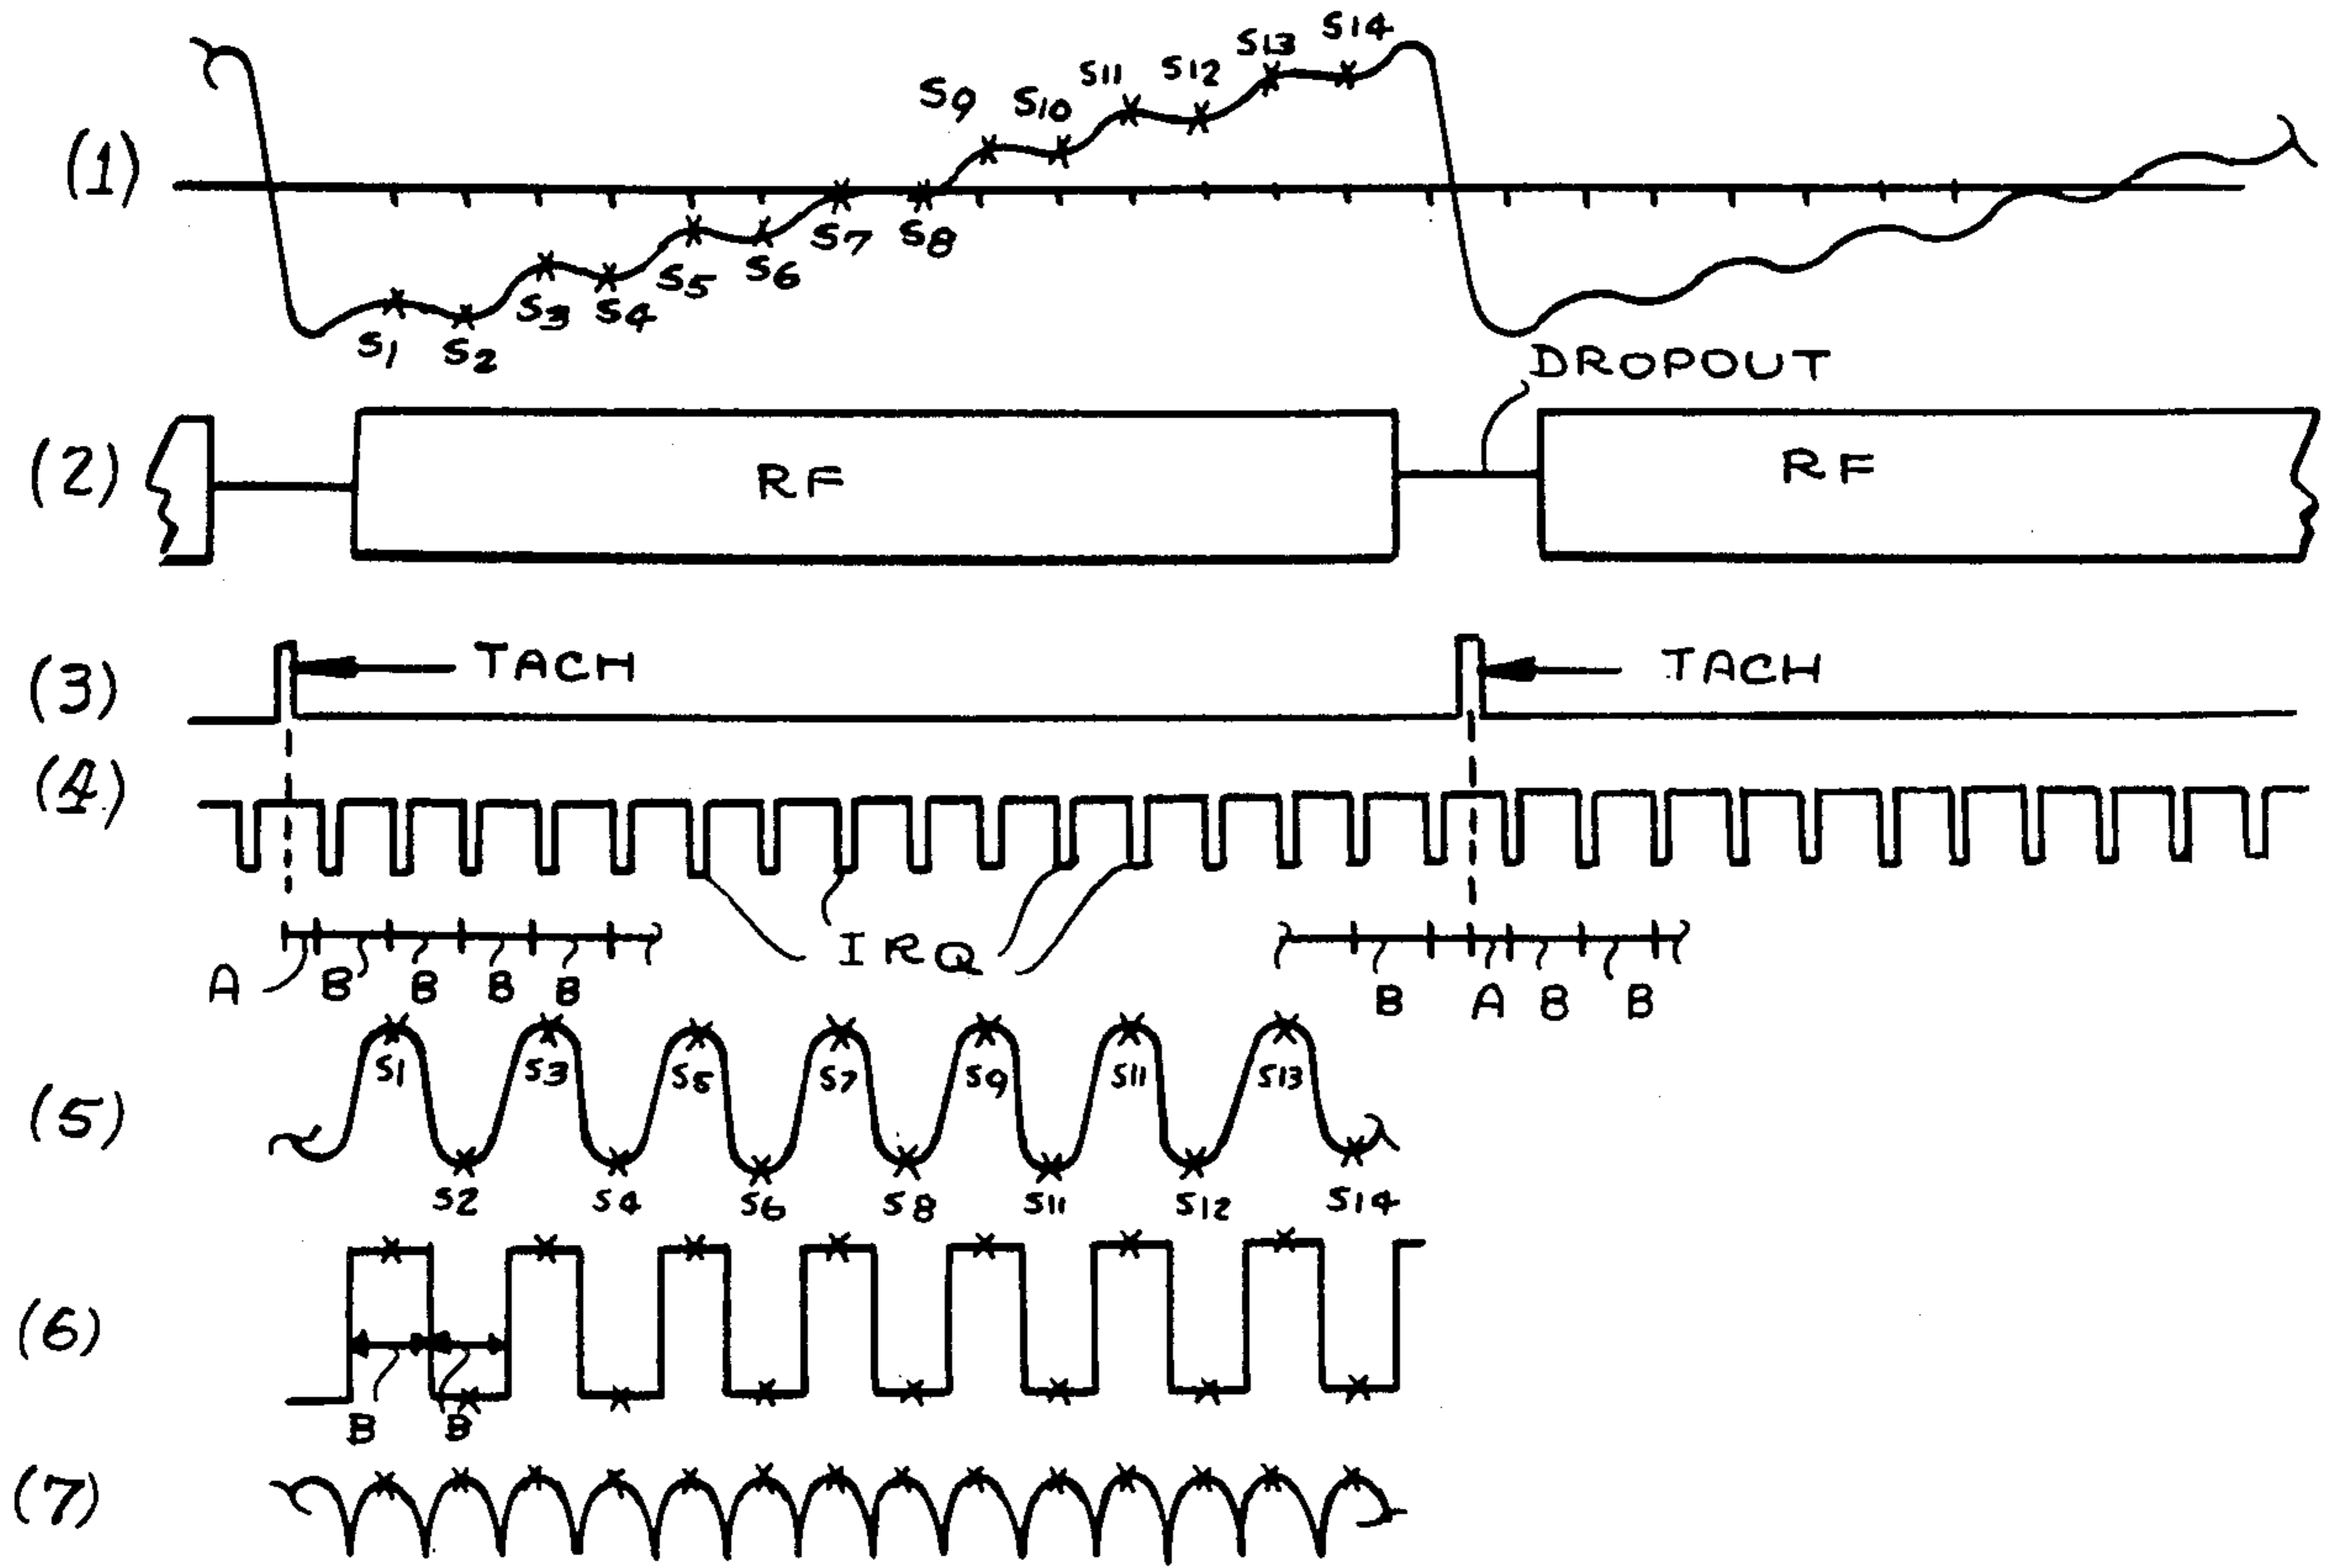 (1)
S1 S2 S3 S4 S5 S6 S7 S8 S9 S10 S11 S12 S13 S14
DROPOUT
(2) RF RF
(3) TACH TACH
(4)
IRQ
A B B B B B A B B
(5)
S1 S3 S5 S7 S9 S11 S13
S2 S4 S6 S8 S11 S12 S14
(6)
B B
(7)